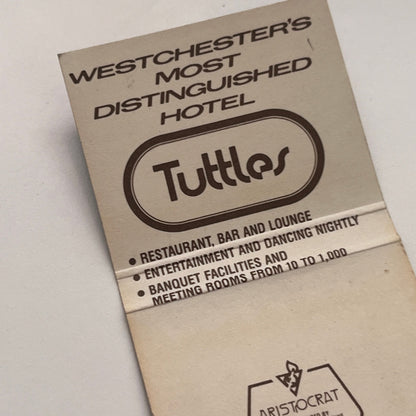 WESTCHESTER'S
MOST
DISTINGUISHED
HOTEL
Tuttles
• RESTAURANT, BAR AND LOUNGE
• ENTERTAINMENT AND DANCING NIGHTLY
• BANQUET FACILITIES AND
MEETING ROOMS FROM 10 TO 1,000
ARISTOCRAT